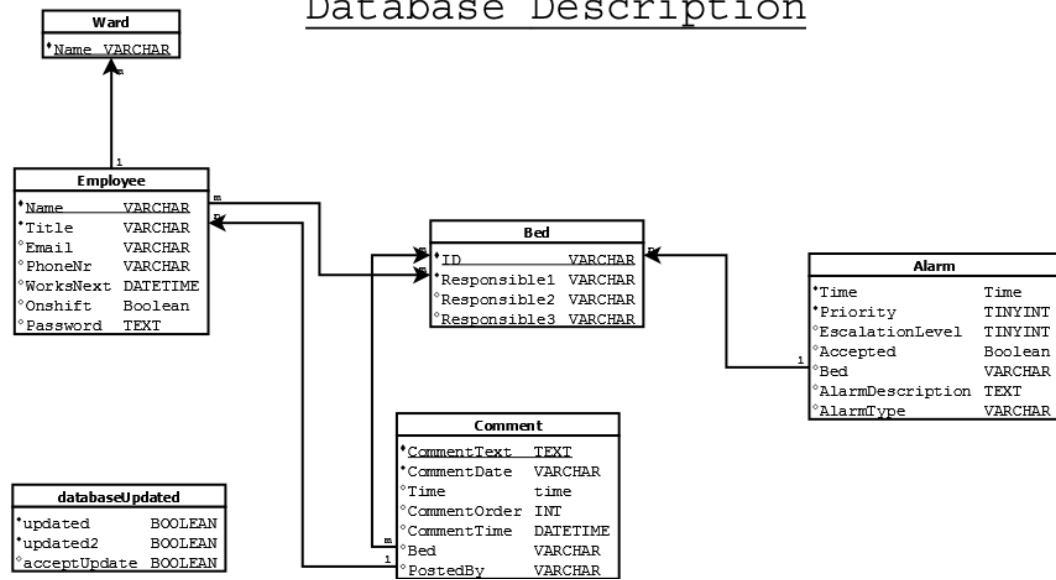 Database Description
Ward
Name VARCHAR
m
1
Employee
Name VARCHAR
Title VARCHAR
Email VARCHAR
PhoneNr VARCHAR
WorksNext DATETIME
Onshift Boolean
Password TEXT
m
n
Bed
ID VARCHAR
Responsible1 VARCHAR
Responsible2 VARCHAR
Responsible3 VARCHAR
m
m
n
Alarm
Time Time
Priority TINYINT
EscalationLevel TINYINT
Accepted Boolean
Bed VARCHAR
AlarmDescription TEXT
AlarmType VARCHAR
1
Comment
CommentText TEXT
CommentDate VARCHAR
Time time
CommentOrder INT
CommentTime DATETIME
Bed VARCHAR
PostedBy VARCHAR
m
1
databaseUpdated
updated BOOLEAN
updated2 BOOLEAN
acceptUpdate BOOLEAN